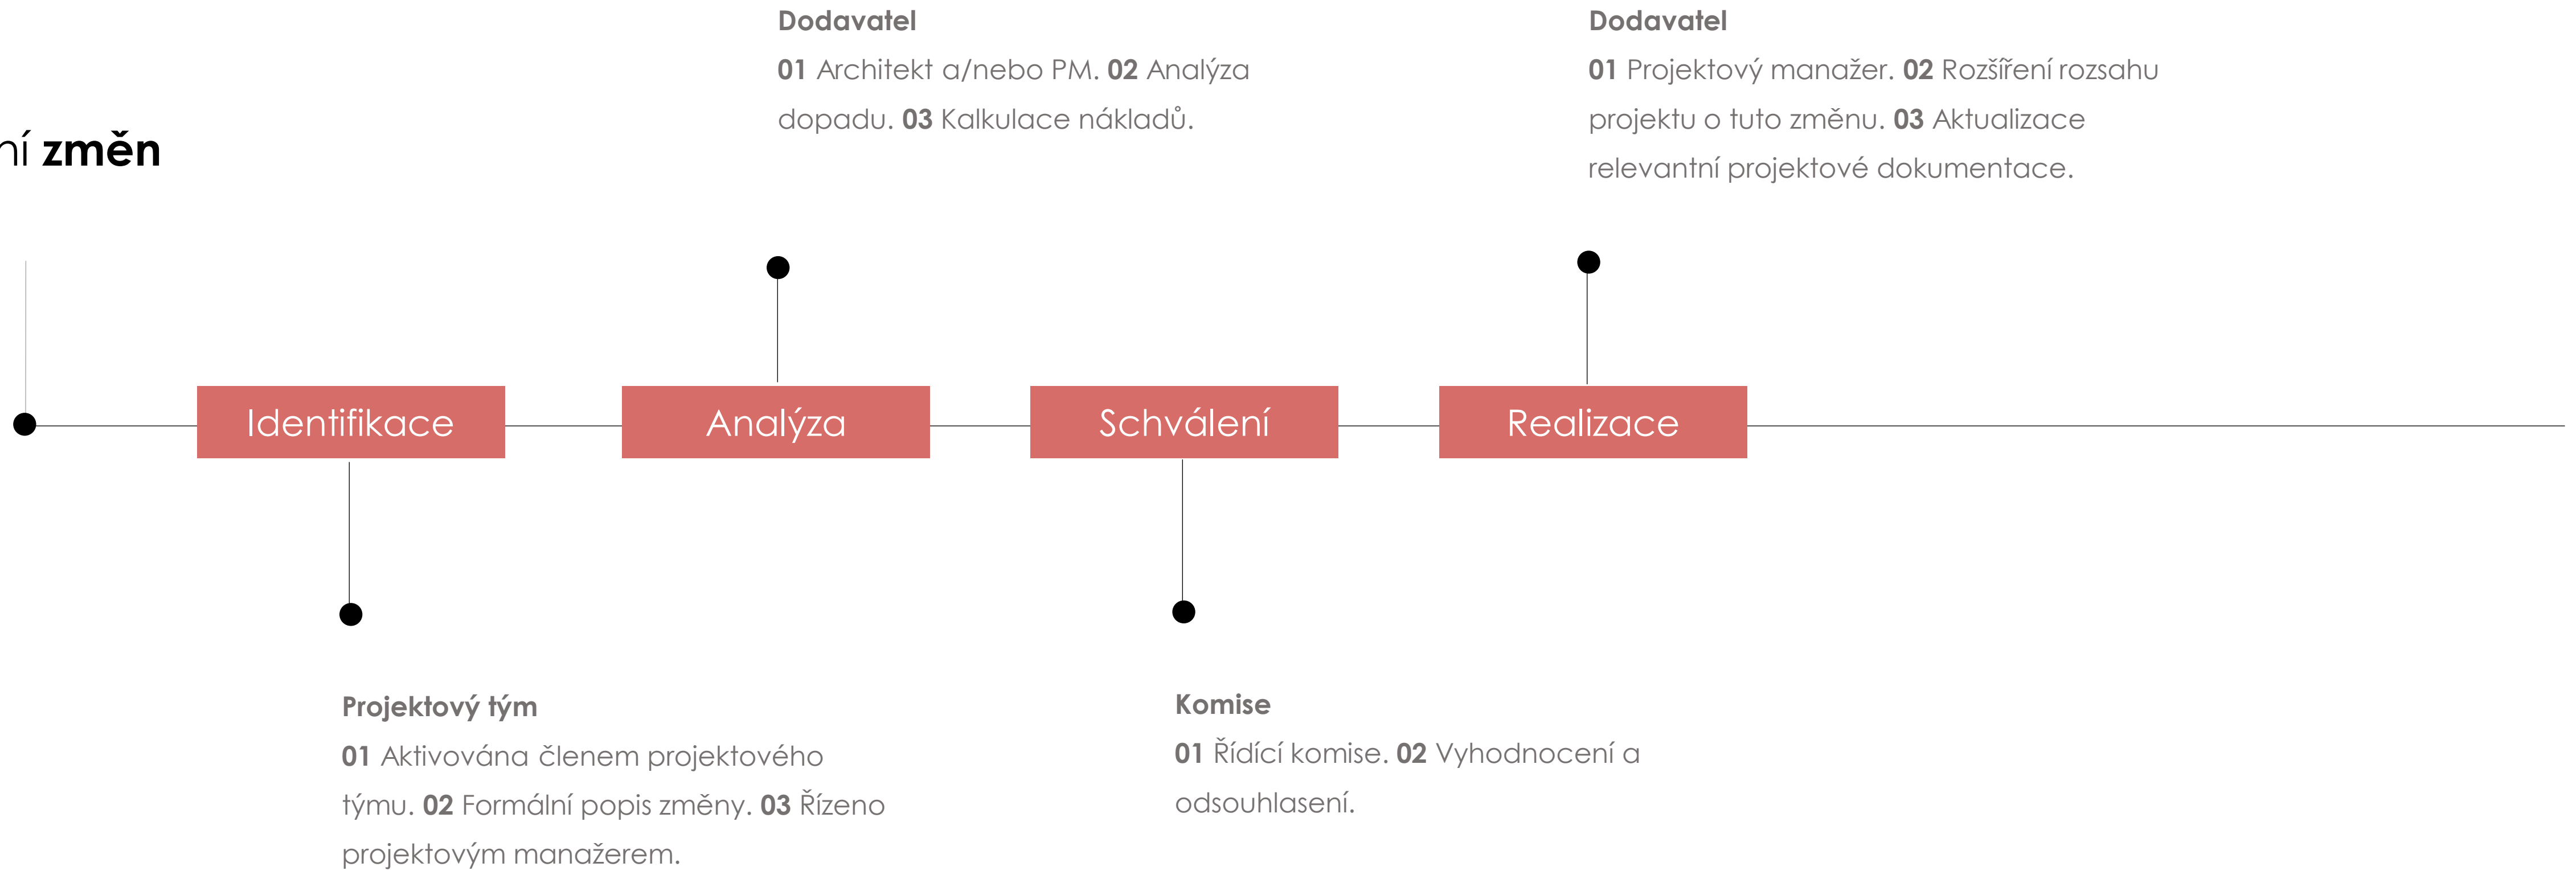 Dodavatel
01 Architekt a/nebo PM. 02 Analýza
dopadu. 03 Kalkulace nákladů.
Dodavatel
01 Projektový manažer. 02 Rozšíření rozsahu
projektu o tuto změnu. 03 Aktualizace
relevantní projektové dokumentace.
ní změn
Identifikace
Analýza
Schválení
Realizace
Projektový tým
01 Aktivována členem projektového
týmu. 02 Formální popis změny. 03 Řízeno
projektovým manažerem.
Komise
01 Řídící komise. 02 Vyhodnocení a
odsouhlasení.